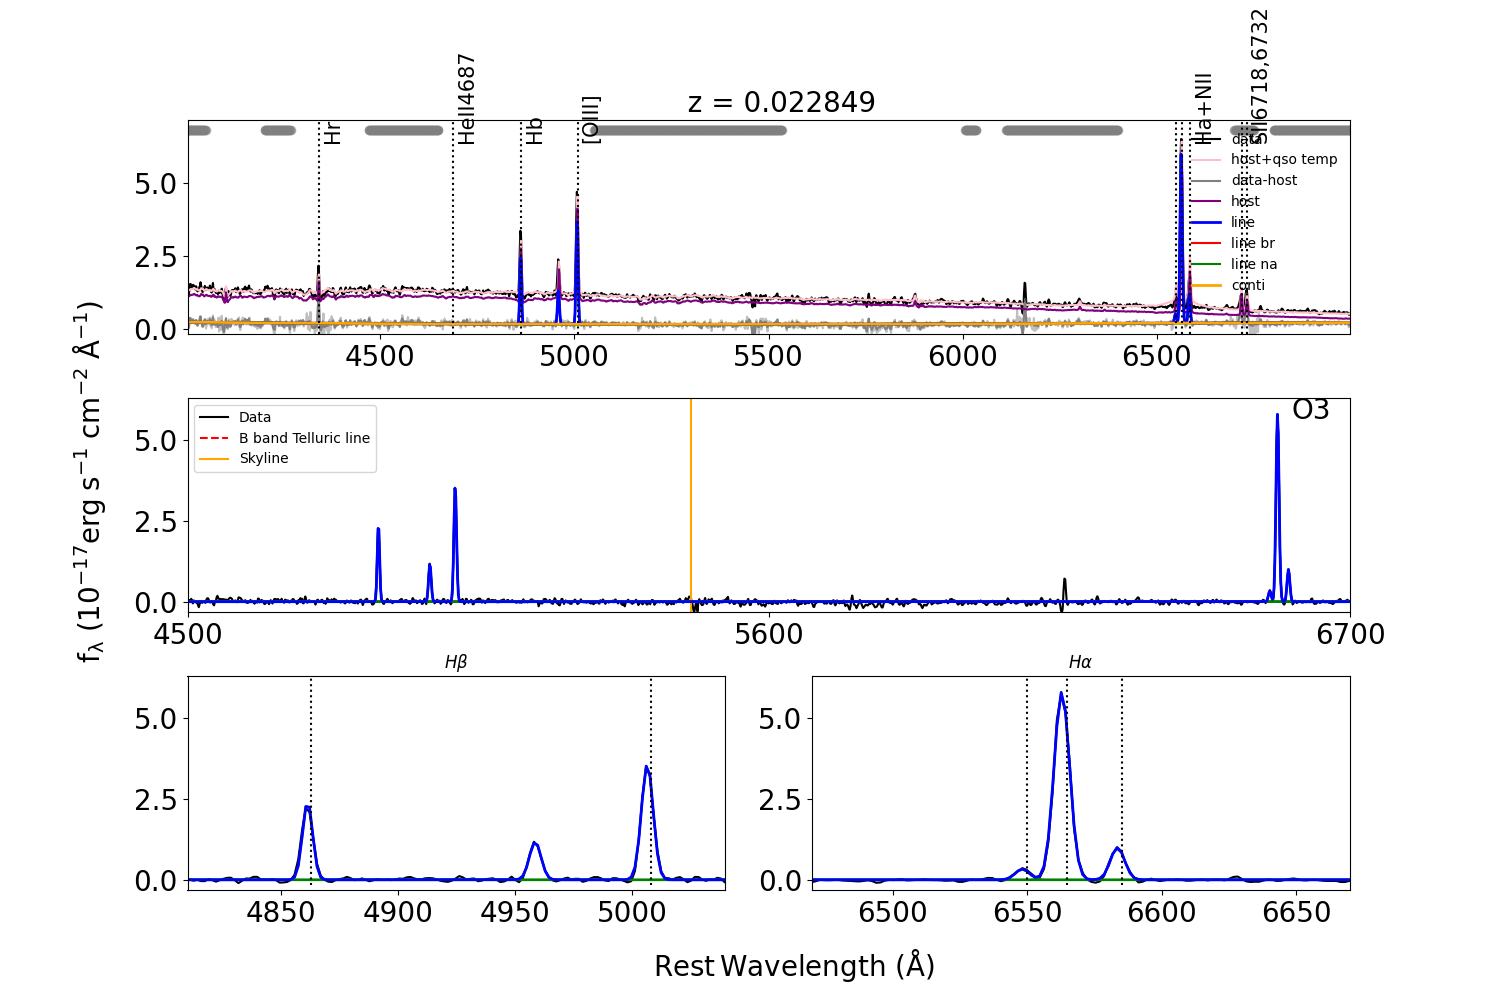 z = 0.022849
Hr
HeII4687
Hb
[OIII]
Ha+NII
SII6718,6732
data
host+qso temp
data-host
host
line
line br
line na
conti
5.0
2.5
0.0
4500 5000 5500 6000 6500
fλ (10⁻¹⁷erg s⁻¹ cm⁻² Å⁻¹)
O3
Data
B band Telluric line
Skyline
5.0
2.5
0.0
4500 5600 6700
Hβ
5.0
2.5
0.0
4850 4900 4950 5000
Hα
5.0
2.5
0.0
6500 6550 6600 6650
Rest Wavelength (Å)